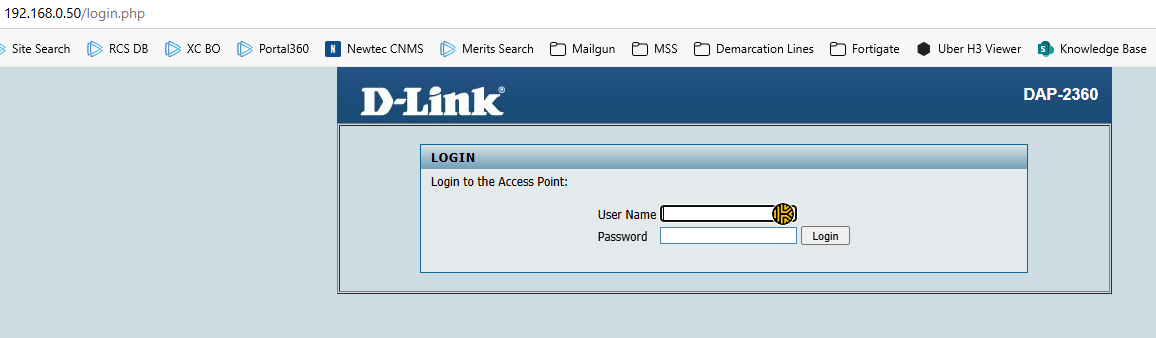 192.168.0.50/login.php
Site Search RCS DB XC BO Portal360 N Newtec CNMS Merits Search Mailgun MSS Demarcation Lines Fortigate Uber H3 Viewer S Knowledge Base
D-Link® DAP-2360
LOGIN
Login to the Access Point:
User Name
Password Login